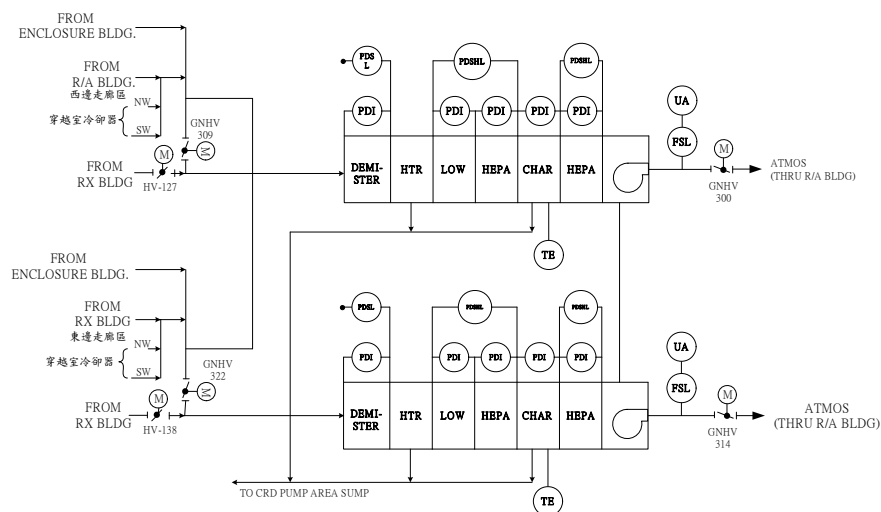 FROM
ENCLOSURE BLDG.
FROM
R/A BLDG.
西邊走廊區
NW
穿越室冷卻器
SW
GNHV
309
M
M
FROM
RX BLDG
HV-127
PDS
L
PDSHL
PDSHL
PDI
PDI
PDI
PDI
PDI
DEMI-
STER
HTR
LOW
HEPA
CHAR
HEPA
TE
UA
FSL
M
GNHV
300
ATMOS
(THRU R/A BLDG)
FROM
ENCLOSURE BLDG.
FROM
RX BLDG
東邊走廊區
NW
穿越室冷卻器
SW
GNHV
322
M
M
FROM
RX BLDG
HV-138
PDSL
PDSHL
PDSHL
PDI
PDI
PDI
PDI
PDI
DEMI-
STER
HTR
LOW
HEPA
CHAR
HEPA
TE
UA
FSL
M
GNHV
314
ATMOS
(THRU R/A BLDG)
TO CRD PUMP AREA SUMP